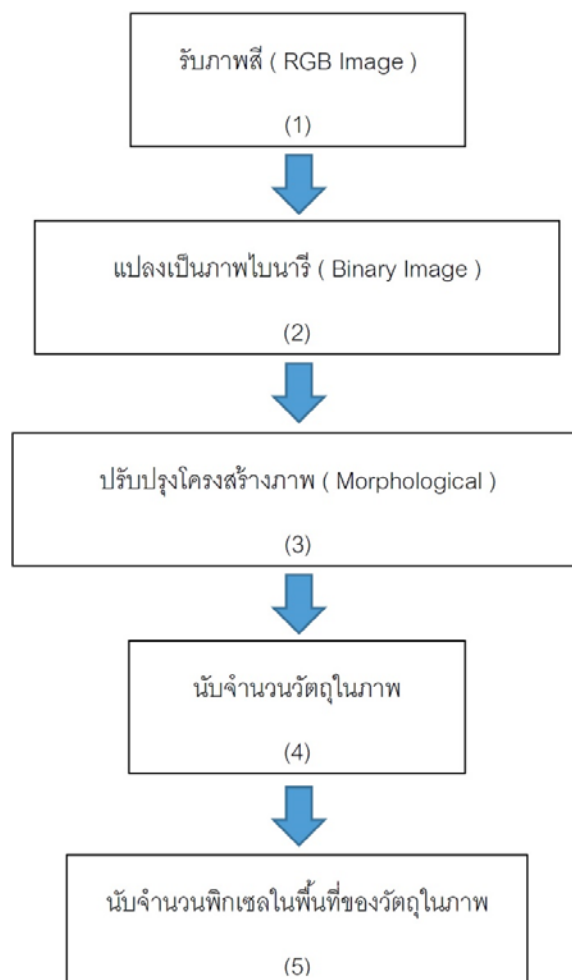 รับภาพสี ( RGB Image )
(1)
แปลงเป็นภาพไบนารี ( Binary Image )
(2)
ปรับปรุงโครงสร้างภาพ ( Morphological )
(3)
นับจำนวนวัตถุในภาพ
(4)
นับจำนวนพิกเซลในพื้นที่ของวัตถุในภาพ
(5)